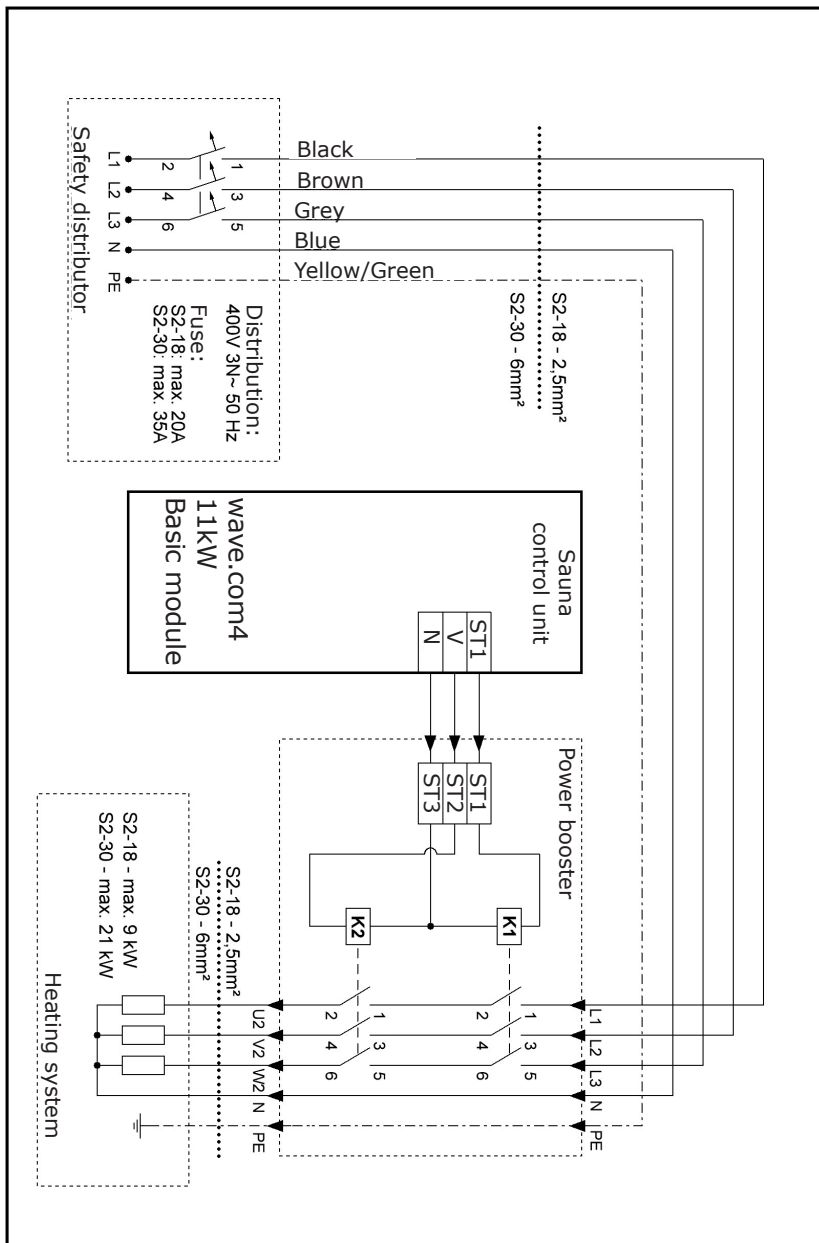 Black
Brown
Grey
Blue
Yellow/Green
Safety distributor
L1
L2
L3
N
PE
2
4
6
1
3
5
Distribution:
400V 3N~ 50 Hz
Fuse:
S2-18: max. 20A
S2-30: max. 35A
S2-18 - 2,5mm²
S2-30 - 6mm²
Sauna
control unit
wave.com4
11kW
Basic module
ST1
V
N
Power booster
ST1
ST2
ST3
K1
K2
L1
L2
L3
N
PE
1
3
5
2
4
6
1
3
5
2
4
6
U2
V2
W2
N
PE
S2-18 - 2,5mm²
S2-30 - 6mm²
S2-18 - max. 9 kW
S2-30 - max. 21 kW
Heating system